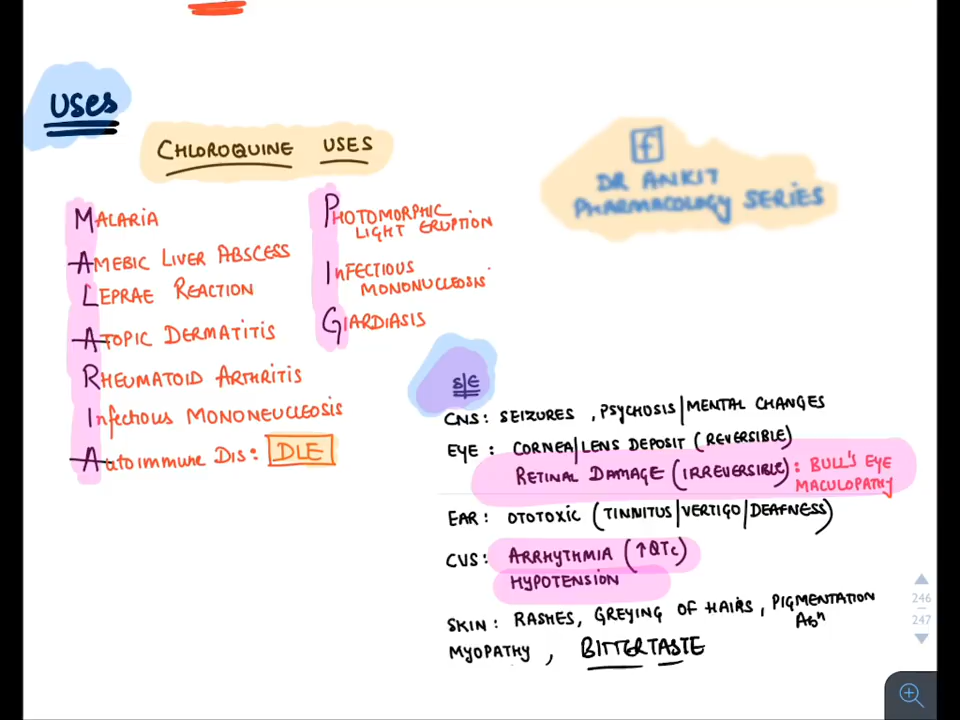 USES
CHLOROQUINE USES
MALARIA
AMEBIC LIVER ABSCESS
LEPRAE REACTION
ATOPIC DERMATITIS
RHEUMATOID ARTHRITIS
INFECTIOUS MONONEUCLEOSIS
AUTOIMMUNE DIS: DLE
PHOTOMORPHIC
LIGHT ERUPTION
INFECTIOUS
MONONUCLEOSIS
GIARDIASIS
f
DR ANKIT
PHARMACOLOGY SERIES
S/E
CNS: SEIZURES, PSYCHOSIS/MENTAL CHANGES
EYE: CORNEA/LENS DEPOSIT (REVERSIBLE)
RETINAL DAMAGE (IRREVERSIBLE): BULL'S EYE
MACULOPATHY
EAR: OTOTOXIC (TINNITUS/VERTIGO/DEAFNESS)
CVS: ARRHYTHMIA (↑QTc)
HYPOTENSION
SKIN: RASHES, GREYING OF HAIRS, PIGMENTATION
Abⁿ
MYOPATHY, BITTERTASTE
246
247